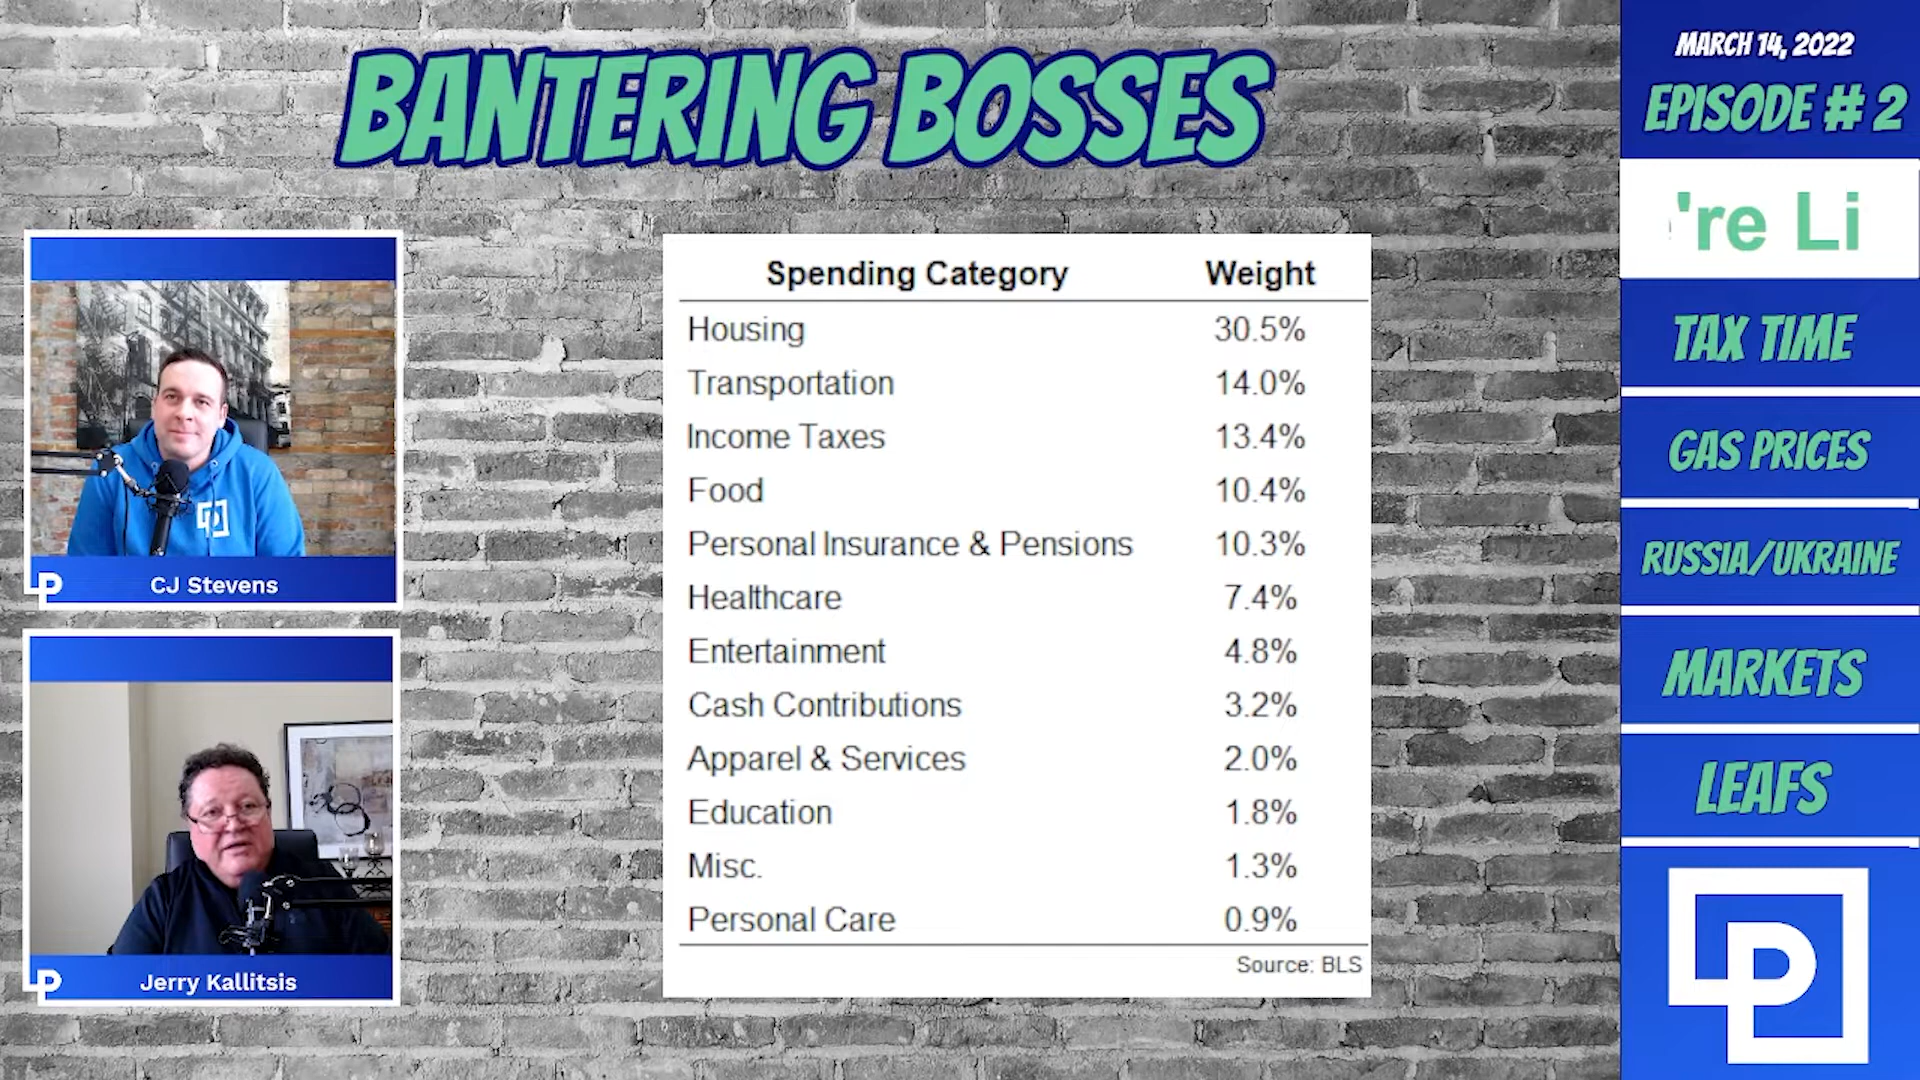 BANTERING BOSSES
MARCH 14, 2022
EPISODE # 2
're Li
TAX TIME
GAS PRICES
RUSSIA/UKRAINE
MARKETS
LEAFS
P
CJ Stevens
P
Jerry Kallitsis
P
Spending Category Weight
Housing 30.5%
Transportation 14.0%
Income Taxes 13.4%
Food 10.4%
Personal Insurance & Pensions 10.3%
Healthcare 7.4%
Entertainment 4.8%
Cash Contributions 3.2%
Apparel & Services 2.0%
Education 1.8%
Misc. 1.3%
Personal Care 0.9%
Source: BLS